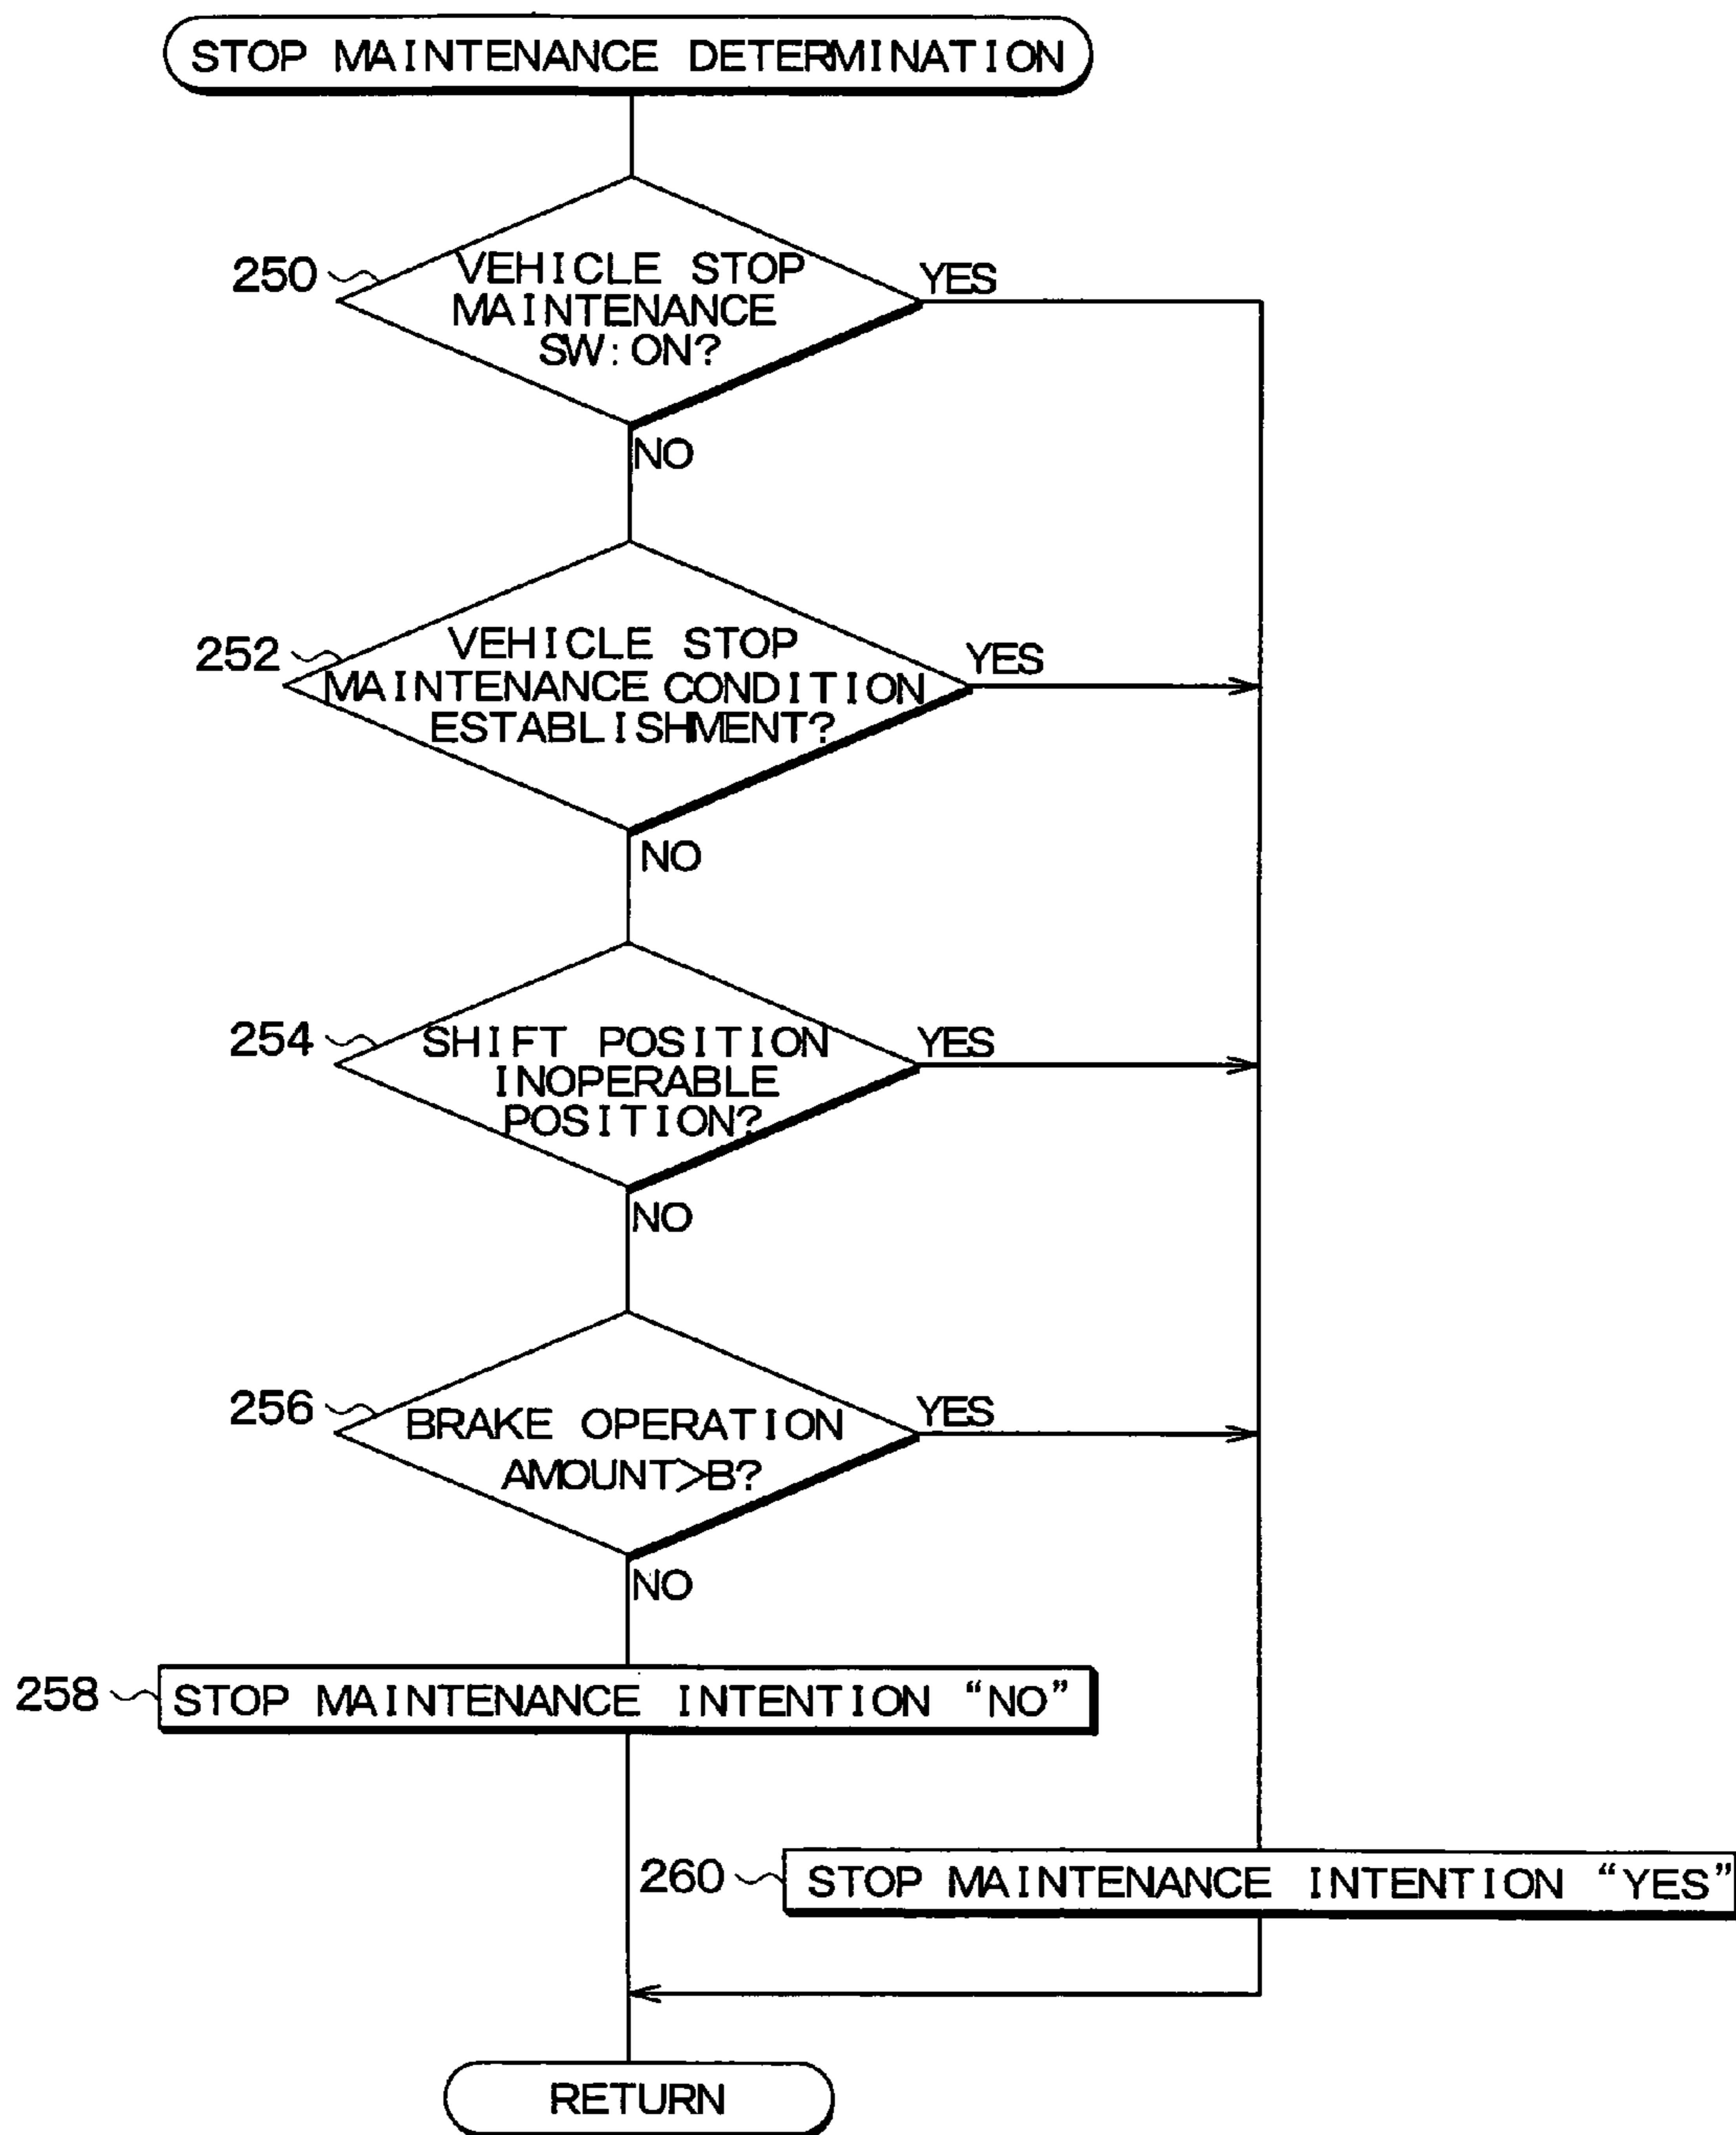 STOP MAINTENANCE DETERMINATION
250
VEHICLE STOP
MAINTENANCE
SW:ON?
YES
NO
252
VEHICLE STOP
MAINTENANCE CONDITION
ESTABLISHMENT?
YES
NO
254
SHIFT POSITION
INOPERABLE
POSITION?
YES
NO
256
BRAKE OPERATION
AMOUNT>B?
YES
NO
258
STOP MAINTENANCE INTENTION “NO”
260
STOP MAINTENANCE INTENTION “YES”
RETURN